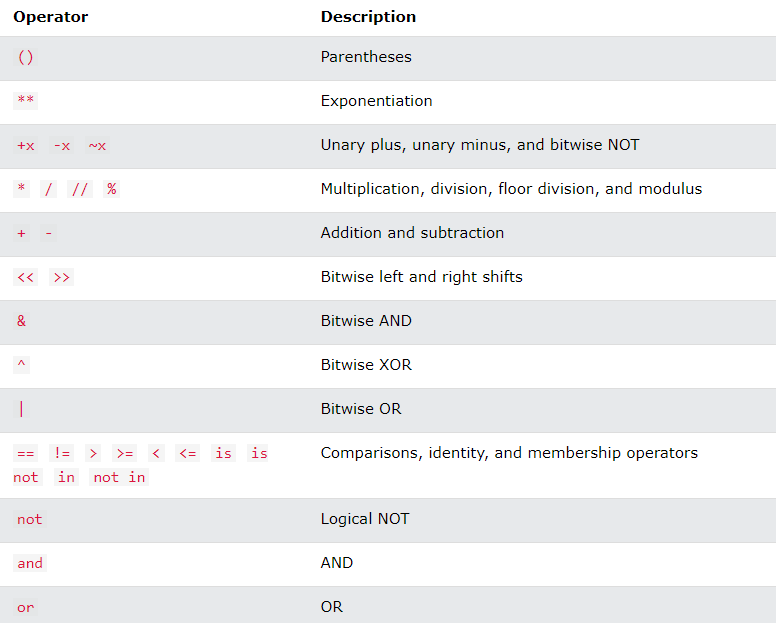 Operator Description
() Parentheses
** Exponentiation
+x -x ~x Unary plus, unary minus, and bitwise NOT
* / // % Multiplication, division, floor division, and modulus
+ - Addition and subtraction
<< >> Bitwise left and right shifts
& Bitwise AND
^ Bitwise XOR
| Bitwise OR
== != > >= < <= is is Comparisons, identity, and membership operators
not in not in
not Logical NOT
and AND
or OR